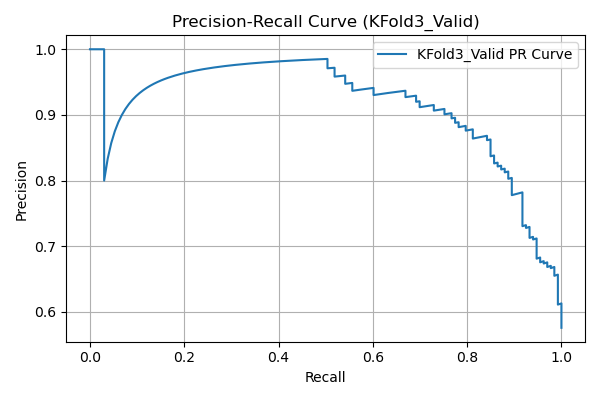 Precision-Recall Curve (KFold3_Valid)
KFold3_Valid PR Curve
1.0
0.9
0.8
0.7
0.6
Precision
0.0 0.2 0.4 0.6 0.8 1.0
Recall